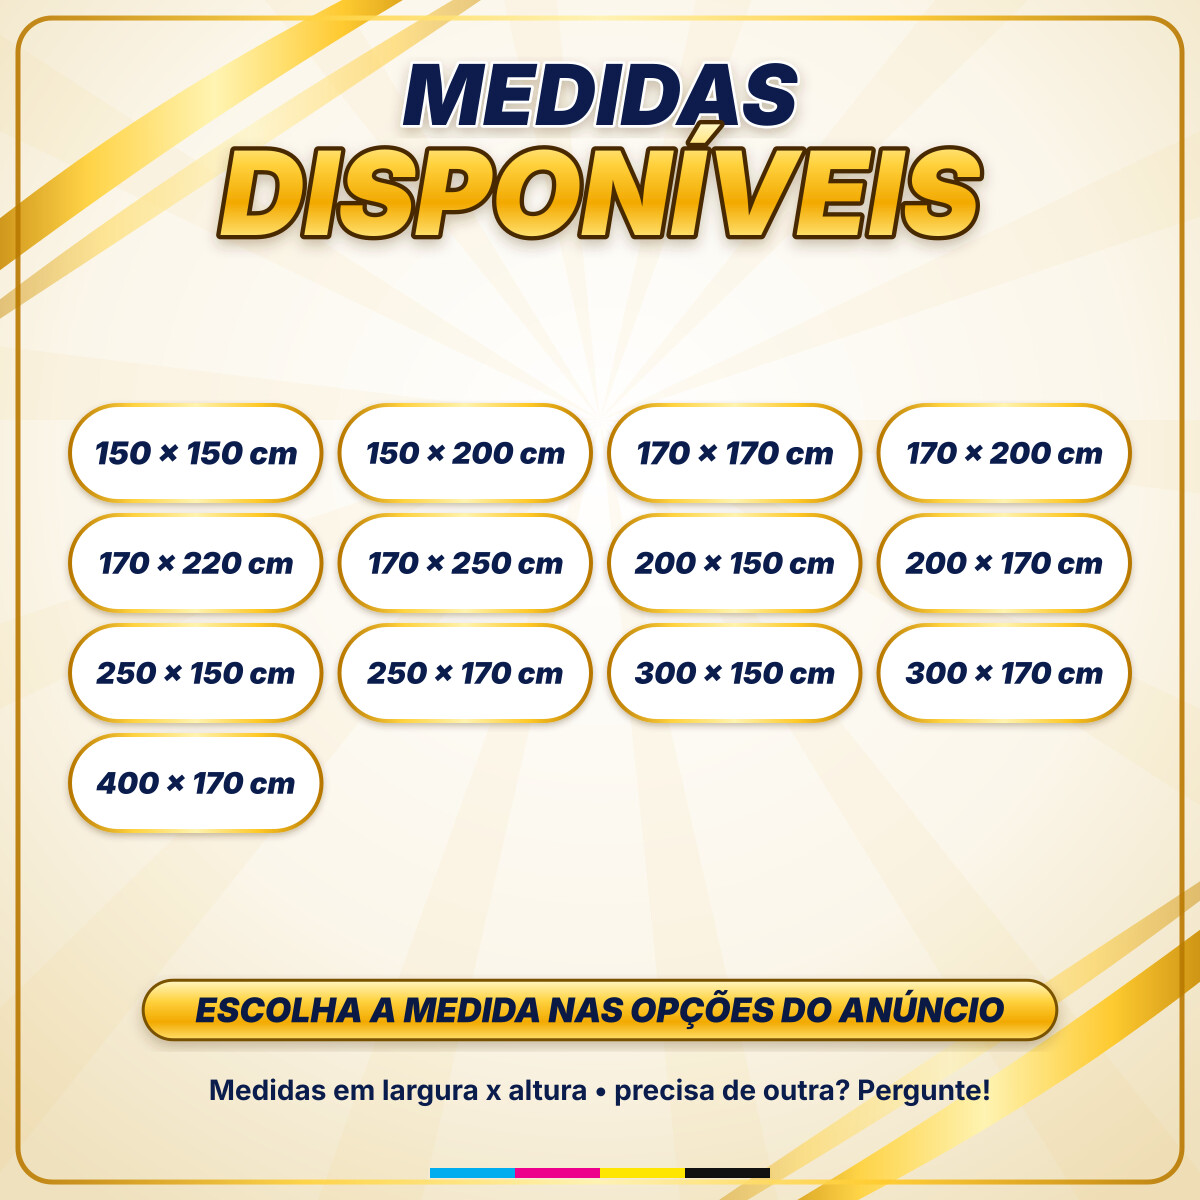 MEDIDAS
DISPONÍVEIS
150 × 150 cm
150 × 200 cm
170 × 170 cm
170 × 200 cm
170 × 220 cm
170 × 250 cm
200 × 150 cm
200 × 170 cm
250 × 150 cm
250 × 170 cm
300 × 150 cm
300 × 170 cm
400 × 170 cm
ESCOLHA A MEDIDA NAS OPÇÕES DO ANÚNCIO
Medidas em largura x altura • precisa de outra? Pergunte!